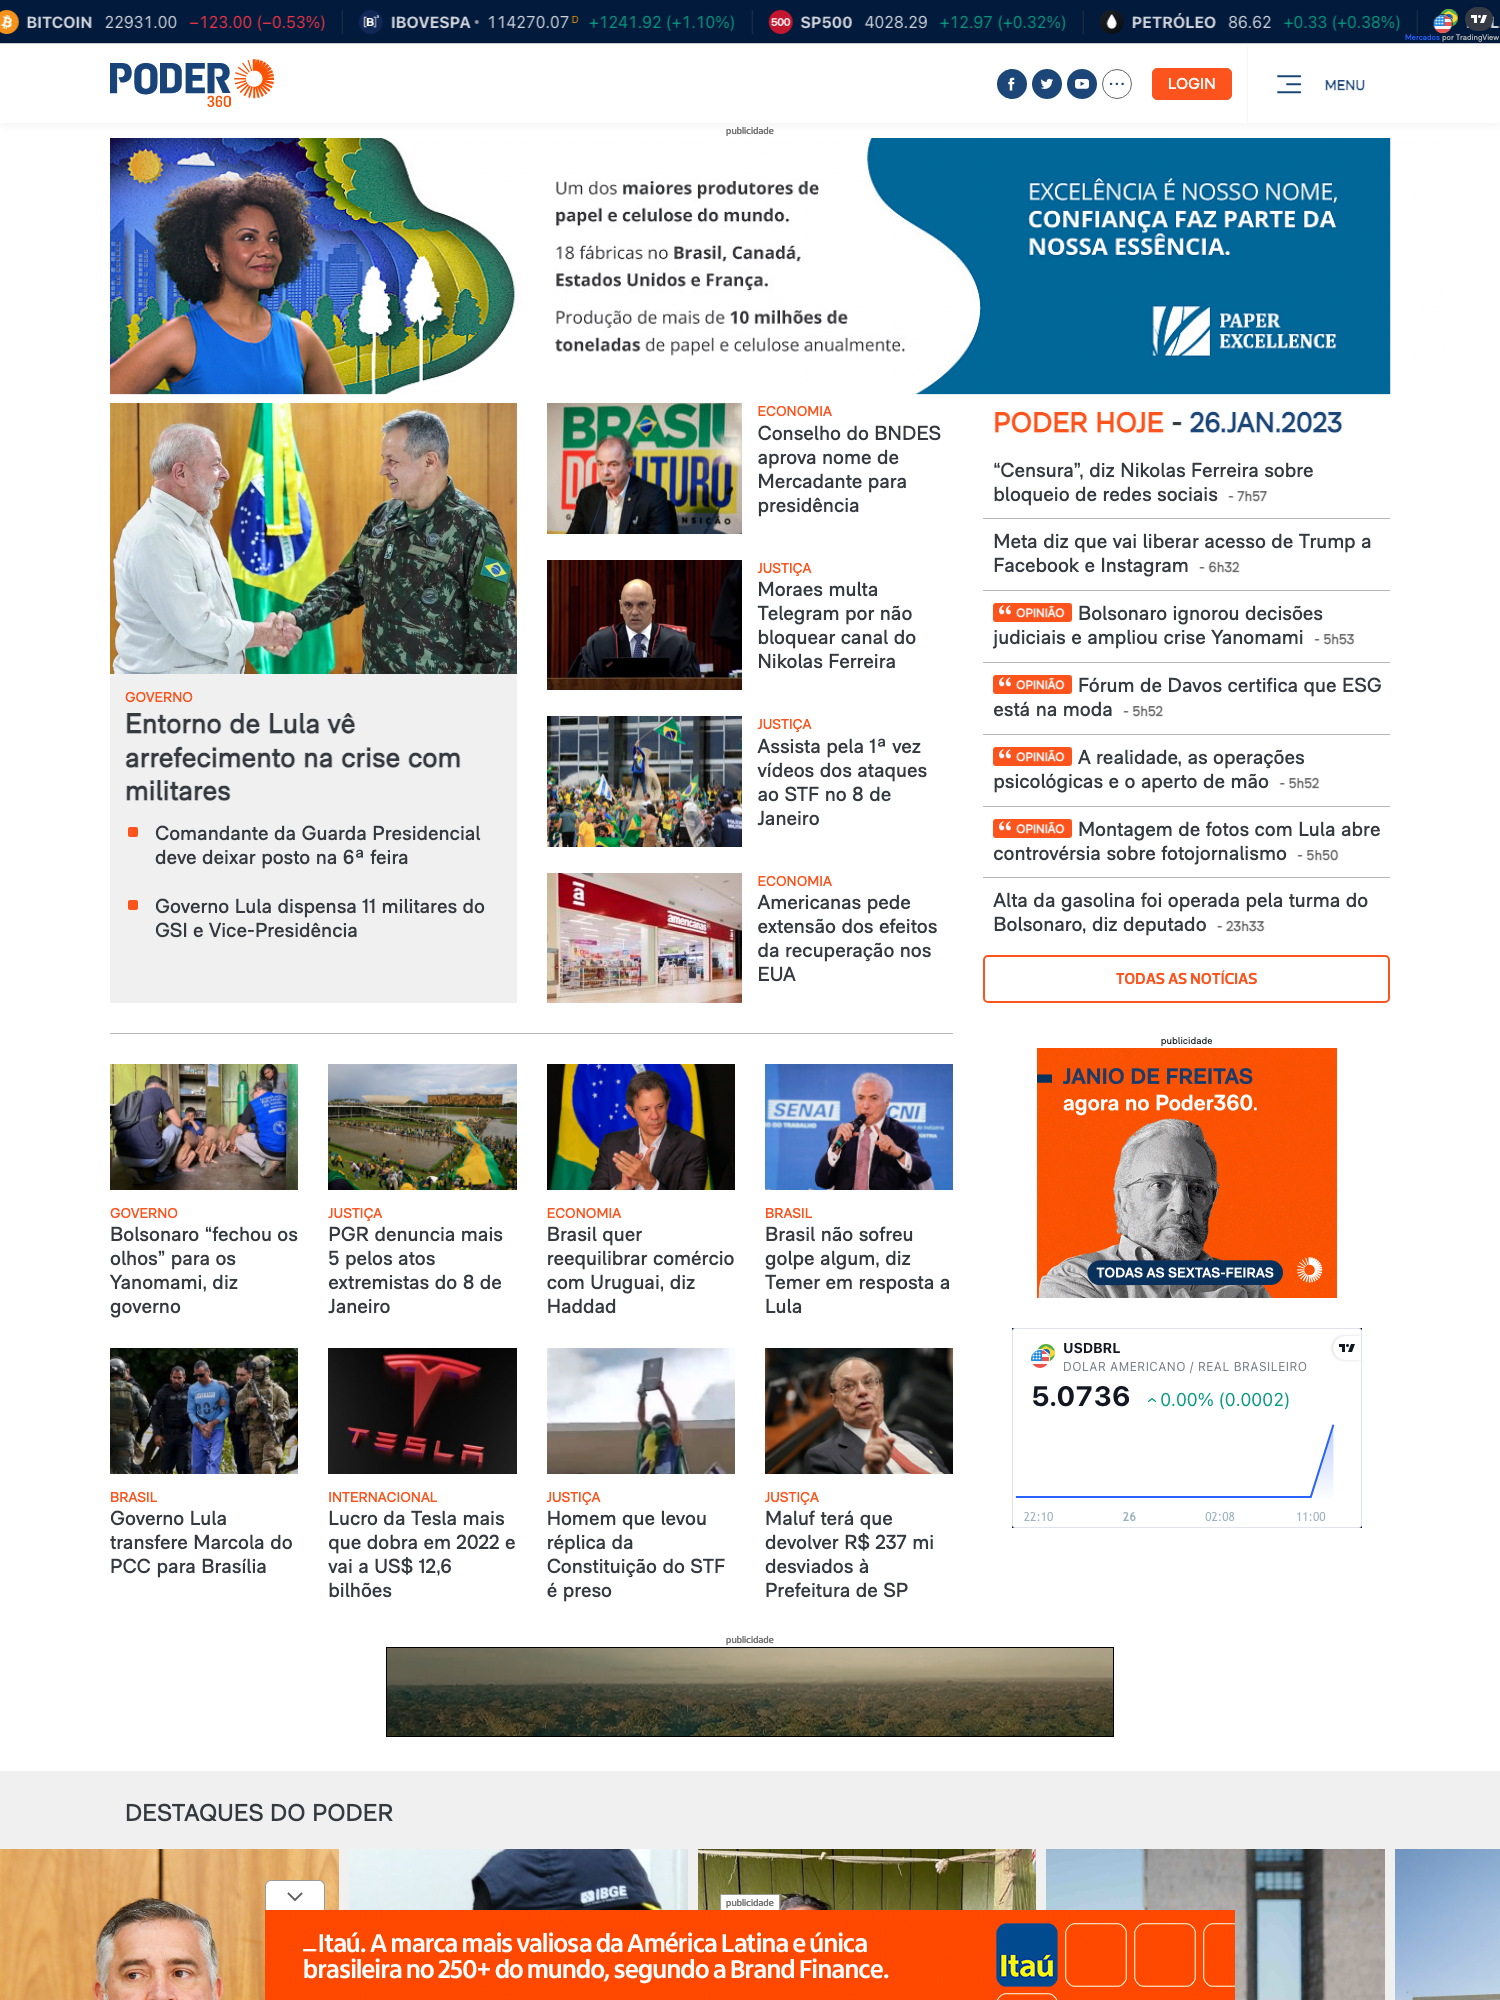 BITCOIN 22931.00 −123.00 (−0.53%)
IBOVESPA 114270.07 D +1241.92 (+1.10%)
500 SP500 4028.29 +12.97 (+0.32%)
PETRÓLEO 86.62 +0.33 (+0.38%)
Mercados por TradingView
PODER
360
LOGIN
MENU
publicidade
Um dos maiores produtores de
papel e celulose do mundo.
18 fábricas no Brasil, Canadá,
Estados Unidos e França.
Produção de mais de 10 milhões de
toneladas de papel e celulose anualmente.
EXCELÊNCIA É NOSSO NOME,
CONFIANÇA FAZ PARTE DA
NOSSA ESSÊNCIA.
PAPER
EXCELLENCE
GOVERNO
Entorno de Lula vê
arrefecimento na crise com
militares
Comandante da Guarda Presidencial
deve deixar posto na 6ª feira
Governo Lula dispensa 11 militares do
GSI e Vice-Presidência
BRASIL
DO FUTURO
ECONOMIA
Conselho do BNDES
aprova nome de
Mercadante para
presidência
JUSTIÇA
Moraes multa
Telegram por não
bloquear canal do
Nikolas Ferreira
JUSTIÇA
Assista pela 1ª vez
vídeos dos ataques
ao STF no 8 de
Janeiro
americanas
ECONOMIA
Americanas pede
extensão dos efeitos
da recuperação nos
EUA
PODER HOJE - 26.JAN.2023
“Censura”, diz Nikolas Ferreira sobre
bloqueio de redes sociais - 7h57
Meta diz que vai liberar acesso de Trump a
Facebook e Instagram - 6h32
OPINIÃO Bolsonaro ignorou decisões
judiciais e ampliou crise Yanomami - 5h53
OPINIÃO Fórum de Davos certifica que ESG
está na moda - 5h52
OPINIÃO A realidade, as operações
psicológicas e o aperto de mão - 5h52
OPINIÃO Montagem de fotos com Lula abre
controvérsia sobre fotojornalismo - 5h50
Alta da gasolina foi operada pela turma do
Bolsonaro, diz deputado - 23h33
TODAS AS NOTÍCIAS
GOVERNO
Bolsonaro “fechou os
olhos” para os
Yanomami, diz
governo
JUSTIÇA
PGR denuncia mais
5 pelos atos
extremistas do 8 de
Janeiro
ECONOMIA
Brasil quer
reequilibrar comércio
com Uruguai, diz
Haddad
SENAI
CNI
BRASIL
Brasil não sofreu
golpe algum, diz
Temer em resposta a
Lula
BRASIL
Governo Lula
transfere Marcola do
PCC para Brasília
TESLA
INTERNACIONAL
Lucro da Tesla mais
que dobra em 2022 e
vai a US$ 12,6
bilhões
JUSTIÇA
Homem que levou
réplica da
Constituição do STF
é preso
JUSTIÇA
Maluf terá que
devolver R$ 237 mi
desviados à
Prefeitura de SP
publicidade
JANIO DE FREITAS
agora no Poder360.
TODAS AS SEXTAS-FEIRAS
USDBRL
DOLAR AMERICANO / REAL BRASILEIRO
5.0736 0.00% (0.0002)
22:10 26 02:08 11:00
publicidade
DESTAQUES DO PODER
IBGE
publicidade
_Itaú. A marca mais valiosa da América Latina e única
brasileira no 250+ do mundo, segundo a Brand Finance.
Itaú